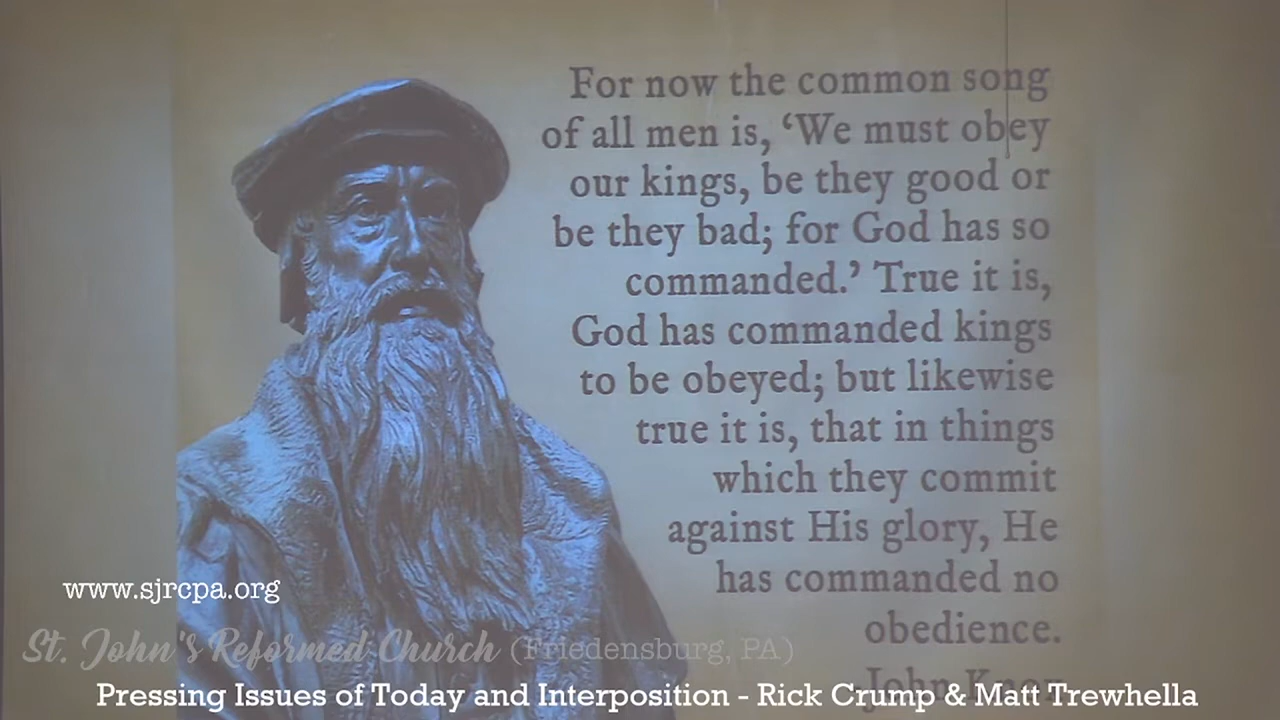 For now the common song
of all men is, ‘We must obey
our kings, be they good or
be they bad; for God has so
commanded.’ True it is,
God has commanded kings
to be obeyed; but likewise
true it is, that in things
which they commit
against His glory, He
has commanded no
obedience.
-John Knox
www.sjrcpa.org
St. John's Reformed Church (Friedensburg, PA)
Pressing Issues of Today and Interposition - Rick Crump & Matt Trewhella